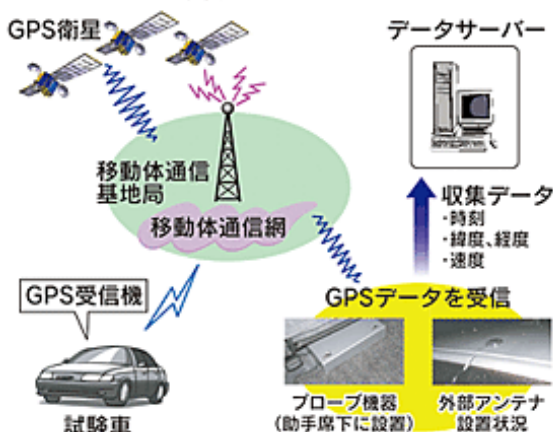 GPS衛星
データサーバー
移動体通信
基地局
移動体通信網
収集データ
・時刻
・緯度、経度
・速度
GPS受信機
GPSデータを受信
試験車
プローブ機器
(助手席下に設置)
外部アンテナ
設置状況